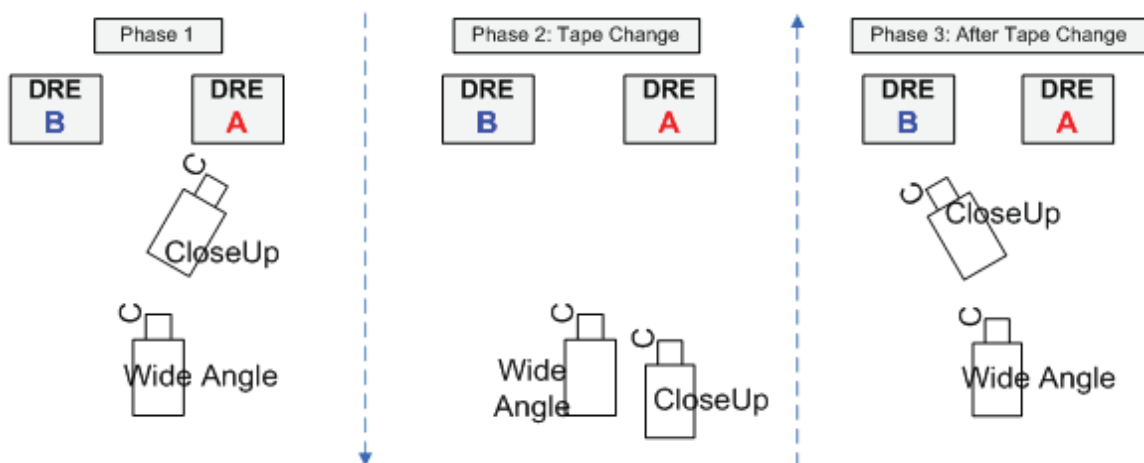 Phase 1
DRE
B
DRE
A
C
CloseUp
C
Wide Angle
Phase 2: Tape Change
DRE
B
DRE
A
C
Wide
Angle
C
CloseUp
Phase 3: After Tape Change
DRE
B
DRE
A
C
CloseUp
C
Wide Angle